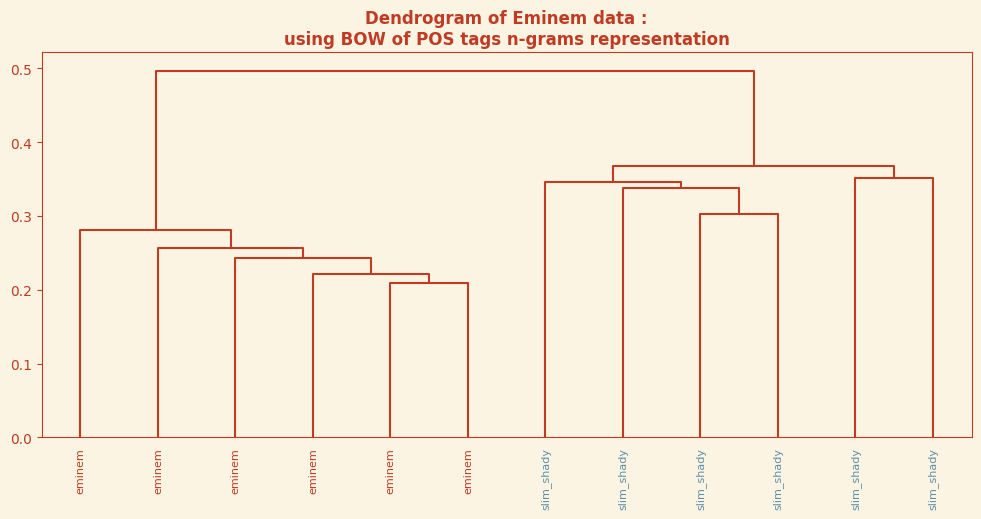 Dendrogram of Eminem data :
using BOW of POS tags n-grams representation
0.5
0.4
0.3
0.2
0.1
0.0
eminem
eminem
eminem
eminem
eminem
eminem
slim_shady
slim_shady
slim_shady
slim_shady
slim_shady
slim_shady